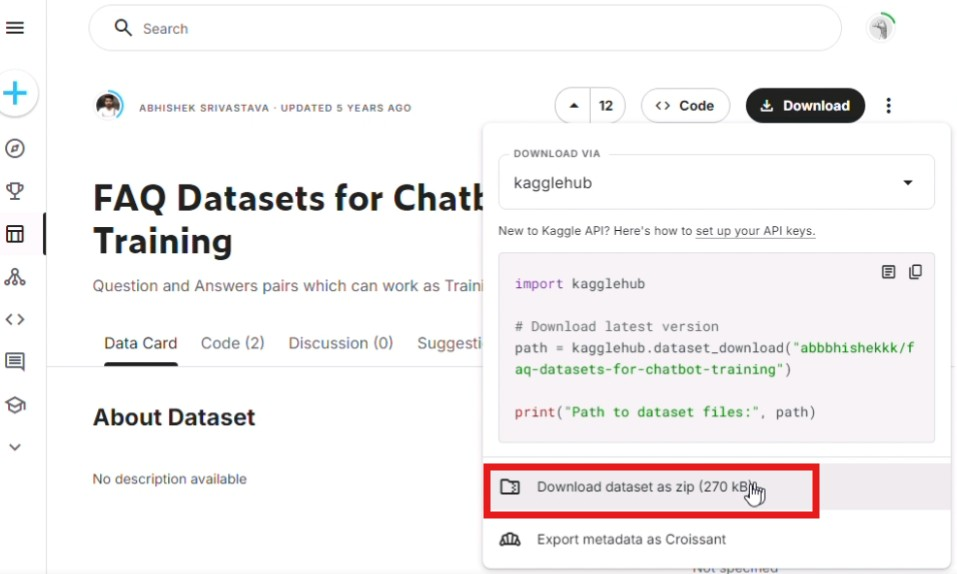 Search
ABHISHEK SRIVASTAVA · UPDATED 5 YEARS AGO
12
Code
Download
FAQ Datasets for Chatb
Training
Question and Answers pairs which can work as Traini
Data Card
Code (2)
Discussion (0)
Suggesti
About Dataset
No description available
DOWNLOAD VIA
kagglehub
New to Kaggle API? Here's how to set up your API keys.
import kagglehub
# Download latest version
path = kagglehub.dataset_download("abbbhishekkk/f
aq-datasets-for-chatbot-training")
print("Path to dataset files:", path)
Download dataset as zip (270 kB)
Export metadata as Croissant
Not specified